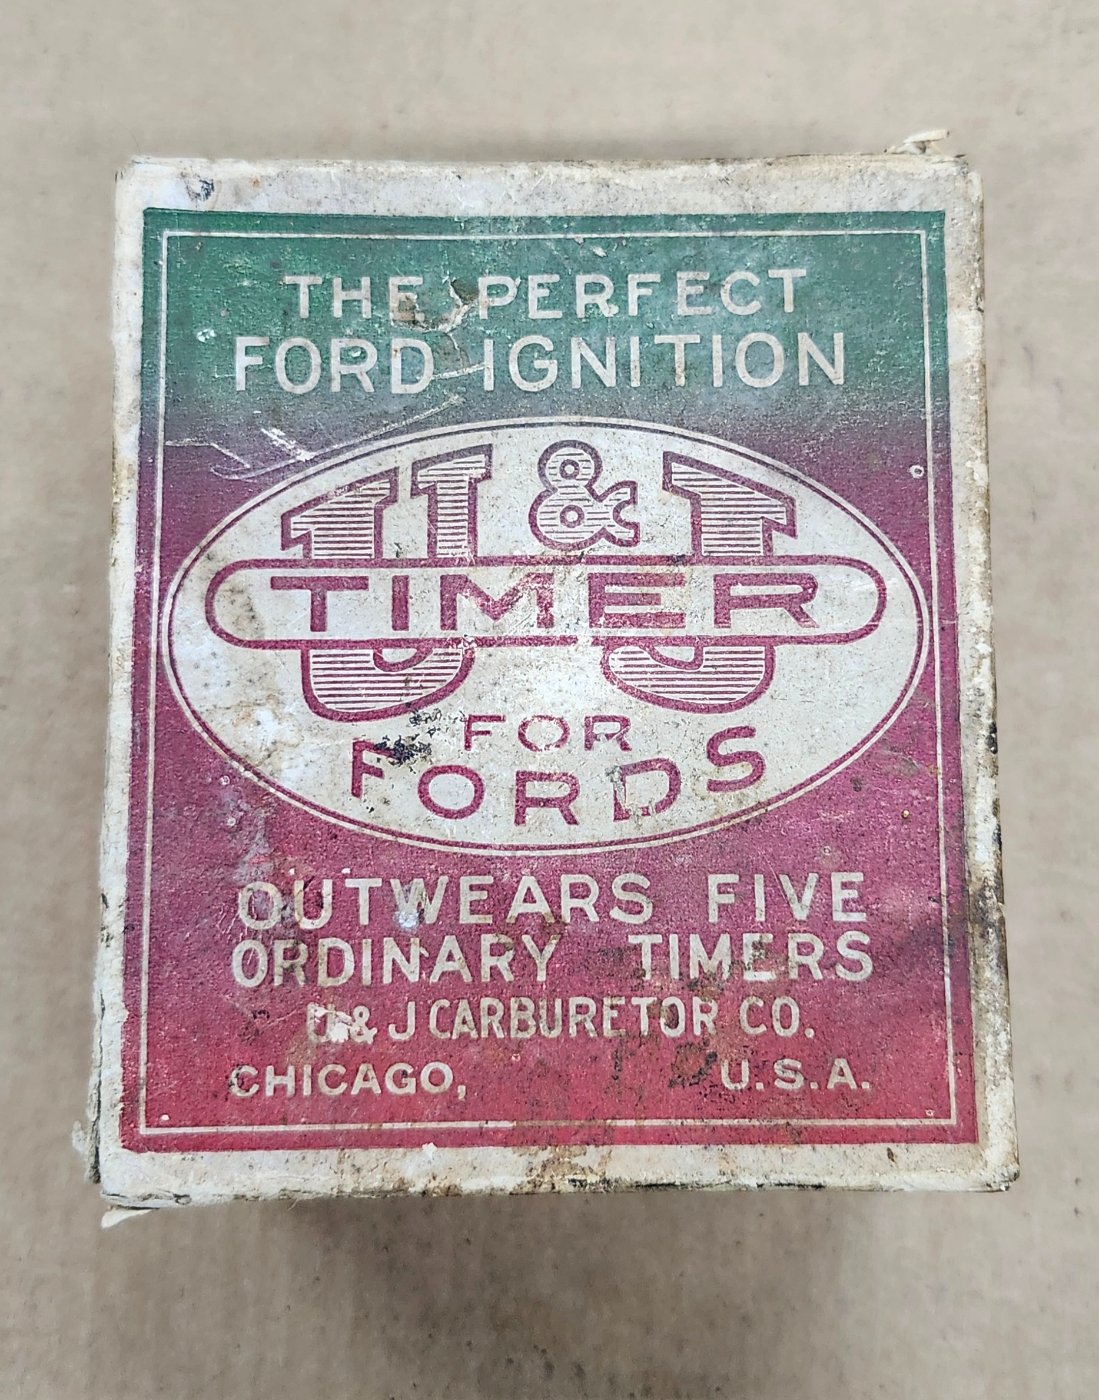 THE PERFECT
FORD IGNITION
U & J
TIMER
FOR
FORDS
OUTWEARS FIVE
ORDINARY TIMERS
U & J CARBURETOR CO.
CHICAGO, U.S.A.